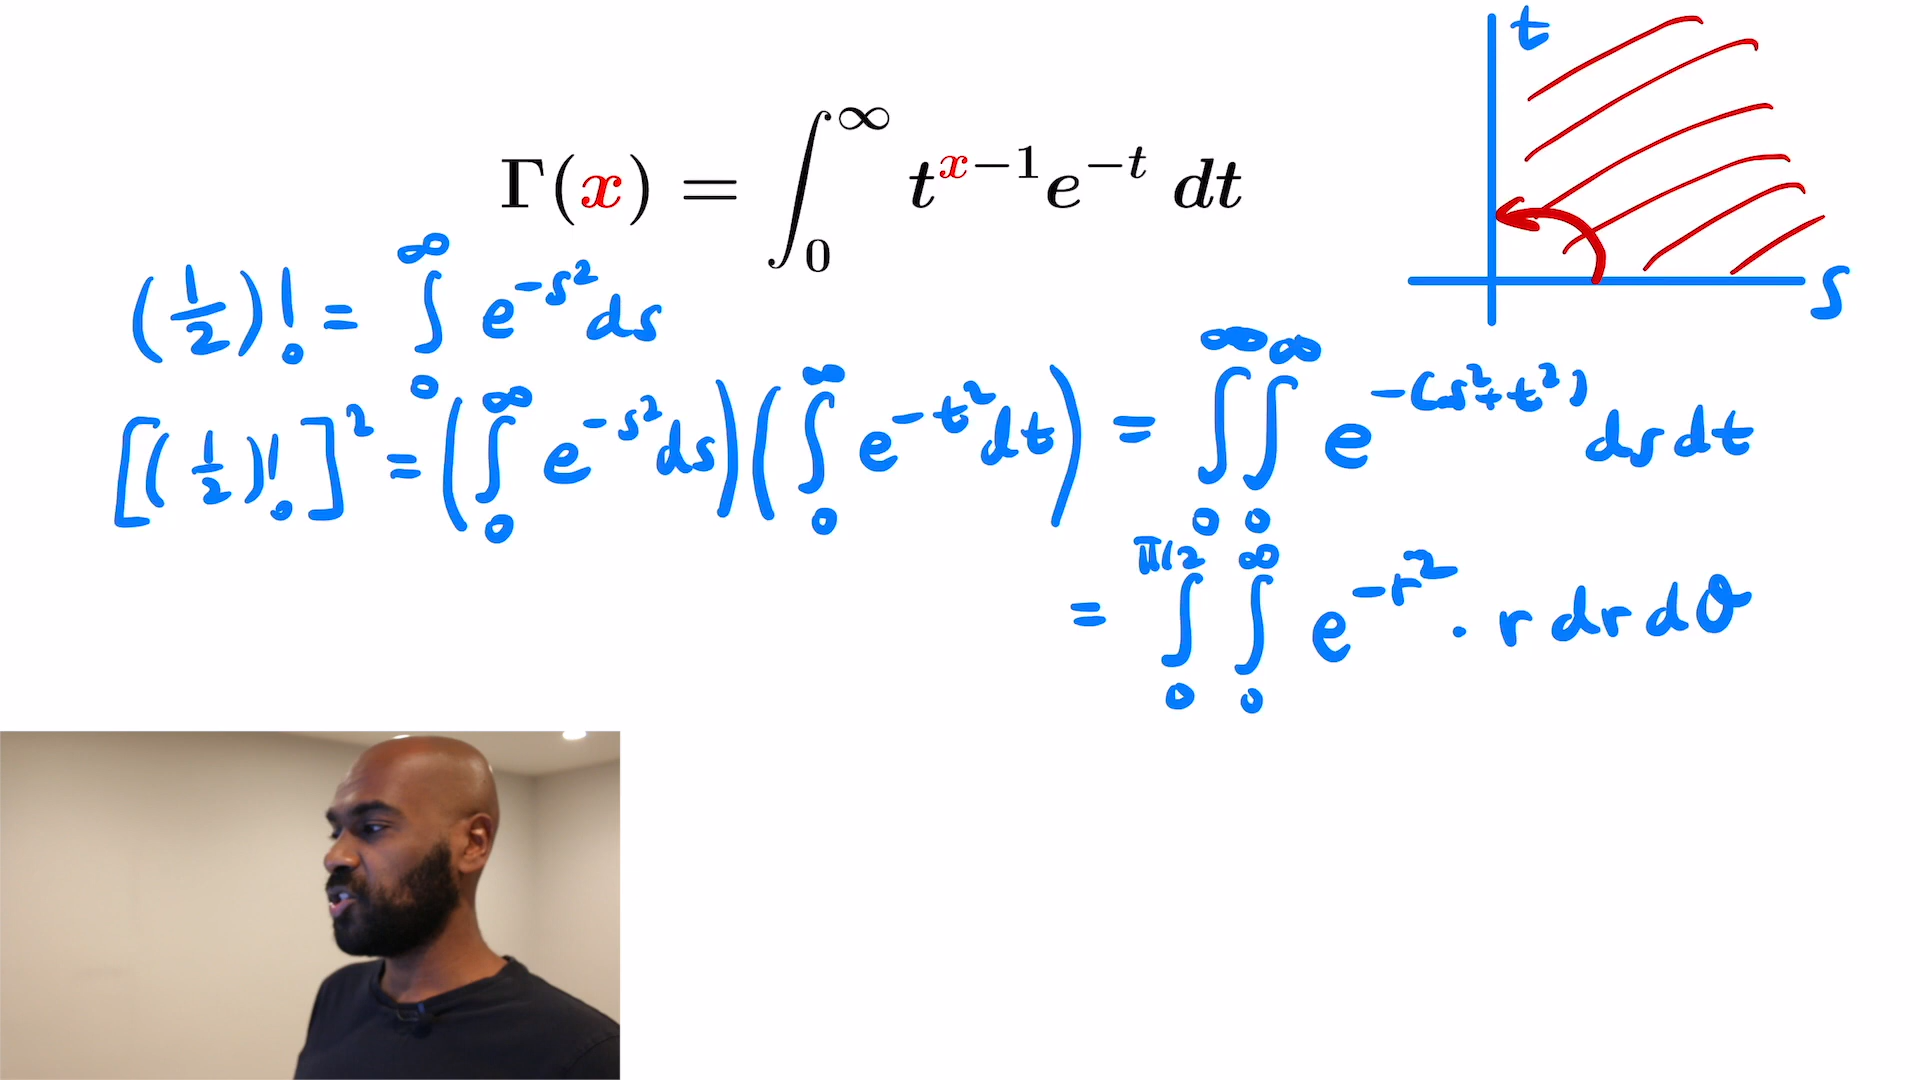 Γ(x) = ∫₀^∞ t^{x−1} e^{−t} dt
t
s
(1/2)! = ∫₀^∞ e^{-s²} ds
[(1/2)!]² = (∫₀^∞ e^{-s²} ds)(∫₀^∞ e^{-t²} dt) = ∫₀^∞ ∫₀^∞ e^{-(s²+t²)} ds dt
= ∫₀^{π/2} ∫₀^∞ e^{-r²} · r dr dθ